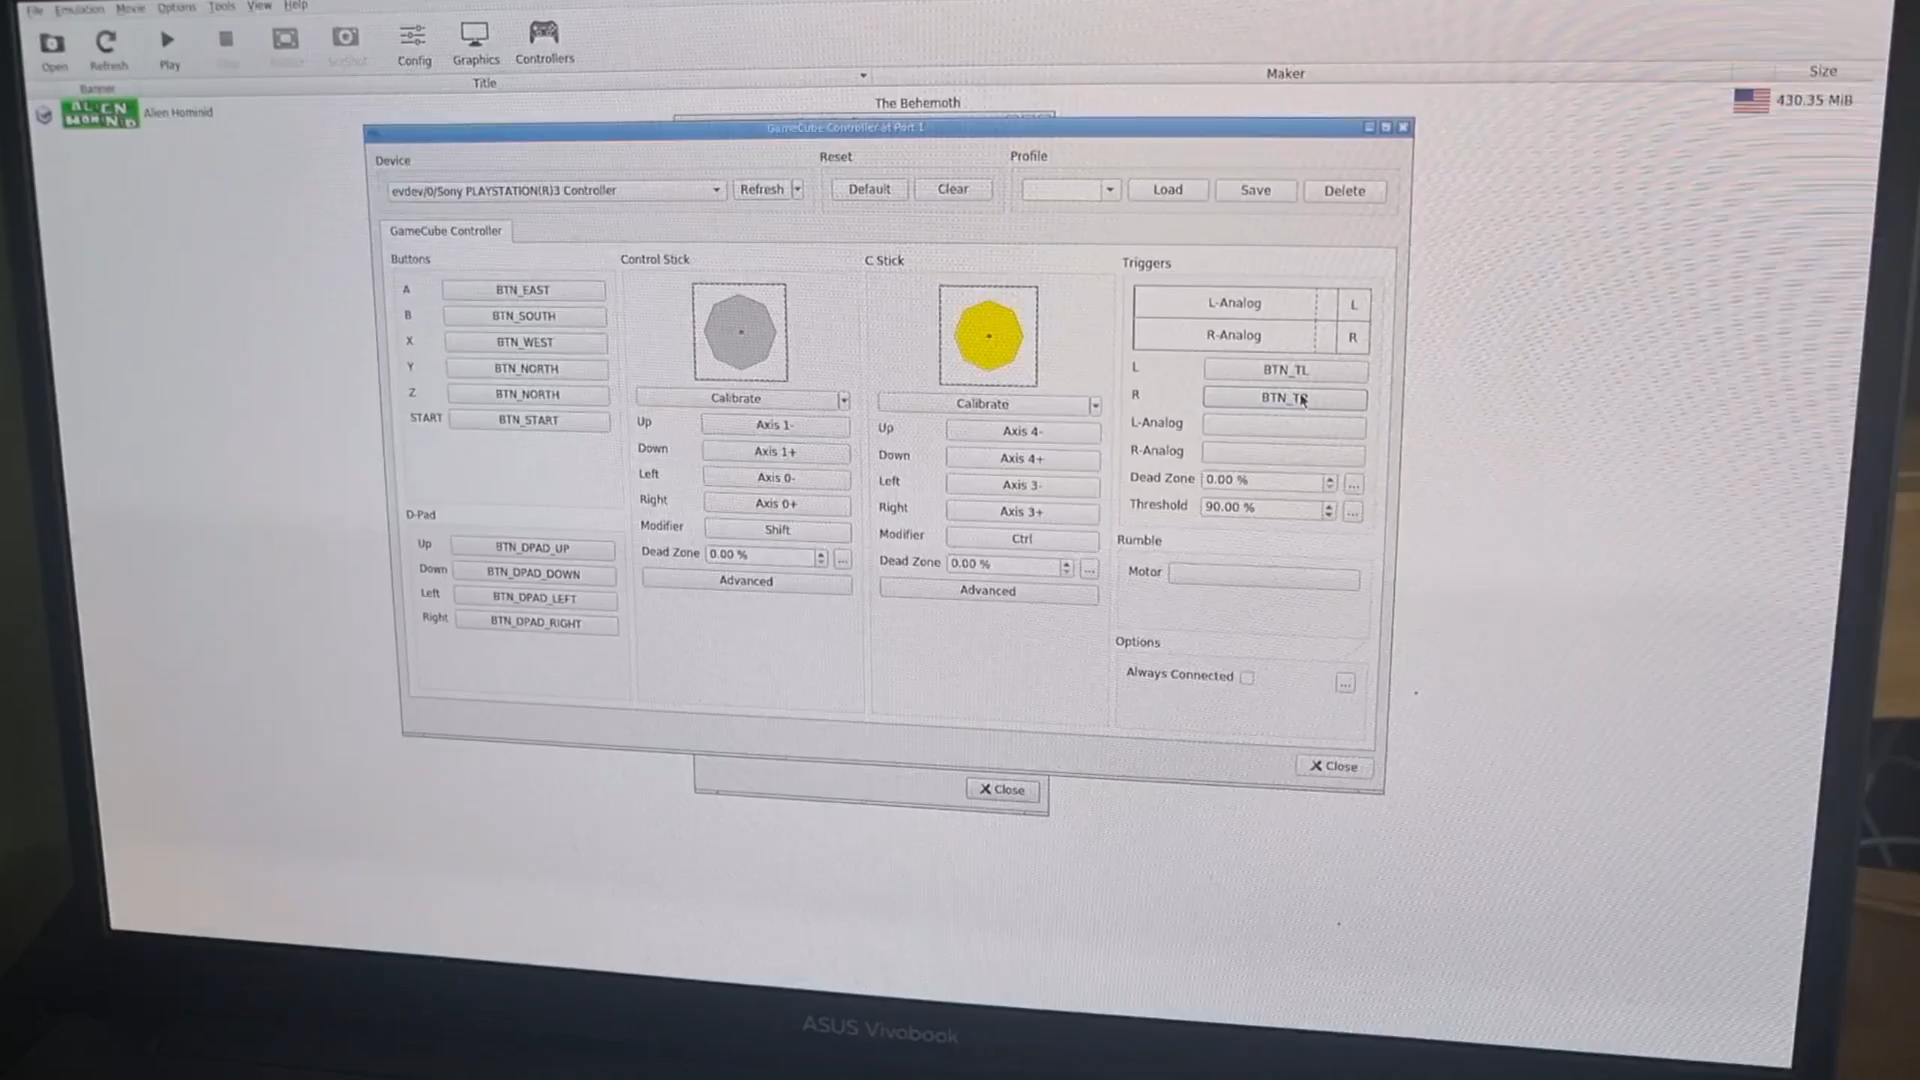 File Emulation Movie Options Tools View Help
Open Refresh Play Config Graphics Controllers
Banner Title Maker Size
ALIEN HOMINID Alien Hominid The Behemoth 430.35 MiB
GameCube Controller at Port 1
Device Reset Profile
evdev/0/Sony PLAYSTATION(R)3 Controller Refresh Default Clear Load Save Delete
GameCube Controller
Buttons
A BTN_EAST
B BTN_SOUTH
X BTN_WEST
Y BTN_NORTH
Z BTN_NORTH
START BTN_START
D-Pad
Up BTN_DPAD_UP
Down BTN_DPAD_DOWN
Left BTN_DPAD_LEFT
Right BTN_DPAD_RIGHT
Control Stick
Calibrate
Up Axis 1-
Down Axis 1+
Left Axis 0-
Right Axis 0+
Modifier Shift
Dead Zone 0.00 % ...
Advanced
C Stick
Calibrate
Up Axis 4-
Down Axis 4+
Left Axis 3-
Right Axis 3+
Modifier Ctrl
Dead Zone 0.00 % ...
Advanced
Triggers
L-Analog L
R-Analog R
L BTN_TL
R
L-Analog
R-Analog
Dead Zone 0.00 % ...
Threshold 90.00 % ...
Rumble
Motor
Options
Always Connected ...
Close
Close
ASUS Vivobook